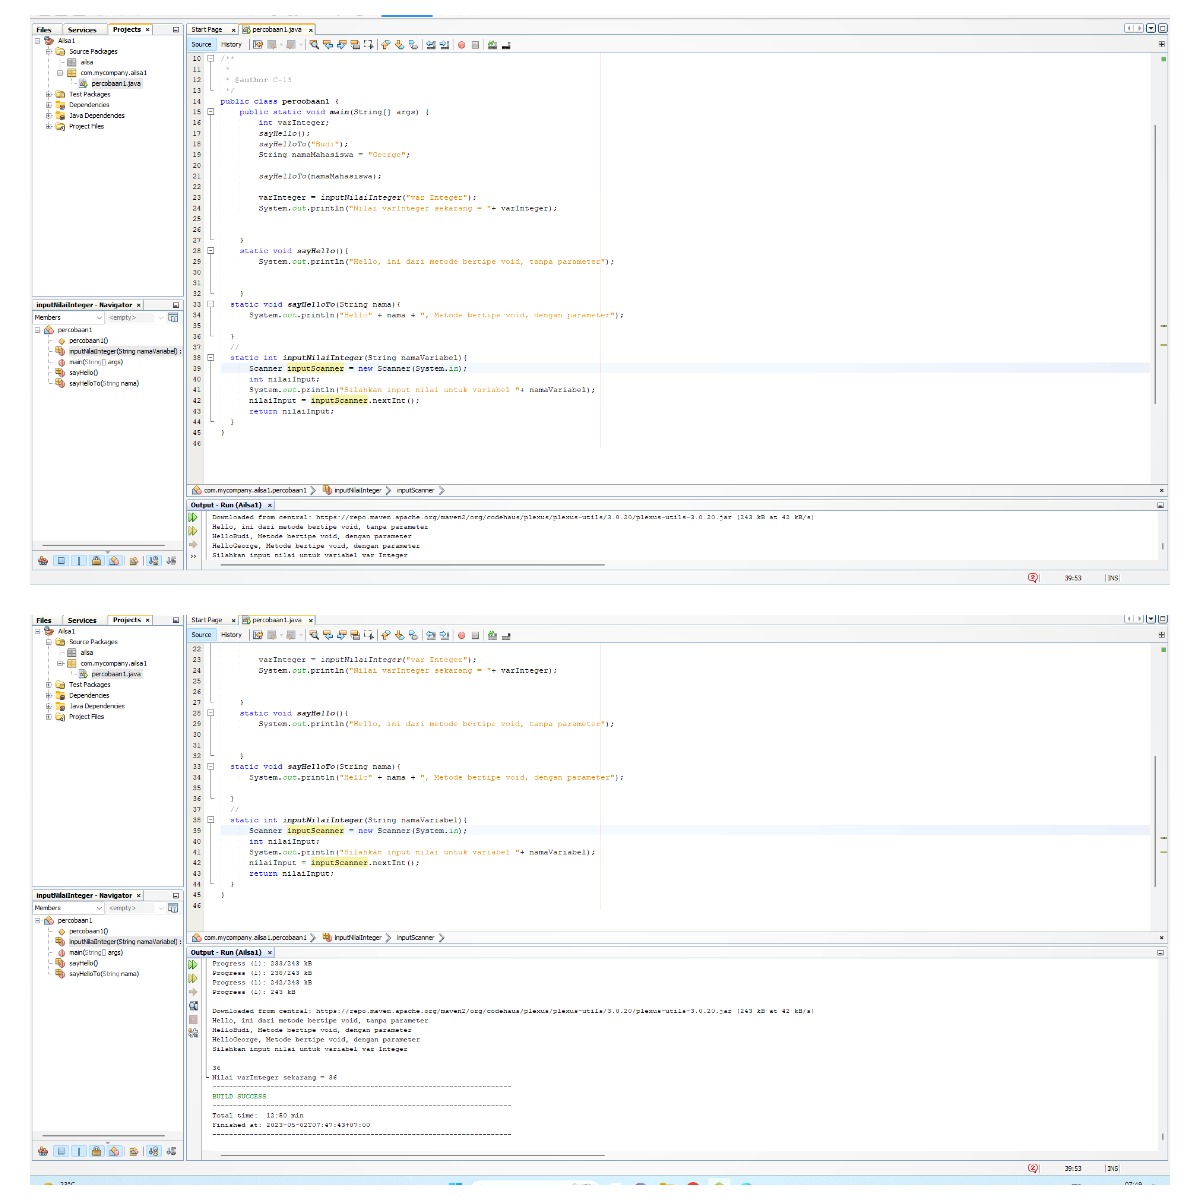 Files Services Projects
Ailsa1
Source Packages
ailsa
com.mycompany.ailsa1
percobaan1.java
Test Packages
Dependencies
Java Dependencies
Project Files
inputNilaiInteger - Navigator
Members <empty>
percobaan1
percobaan1()
inputNilaiInteger(String namaVariabel) :
main(String[] args)
sayHello()
sayHelloTo(String nama)
Start Page percobaan1.java
Source History
10 /**
11 *
12 * @author C-13
13 */
14 public class percobaan1 {
15 public static void main(String[] args) {
16 int varInteger;
17 sayHello();
18 sayHelloTo("Budi");
19 String namaMahasiswa = "George";
20
21 sayHelloTo(namaMahasiswa);
22
23 varInteger = inputNilaiInteger("var Integer");
24 System.out.println("Nilai varInteger sekarang = "+ varInteger);
25
26
27 }
28 static void sayHello(){
29 System.out.println("Hello, ini dari metode bertipe void, tanpa parameter");
30
31
32 }
33 static void sayHelloTo(String nama){
34 System.out.println("Hello" + nama + ", Metode bertipe void, dengan parameter");
35
36 }
37 //
38 static int inputNilaiInteger(String namaVariabel){
39 Scanner inputScanner = new Scanner(System.in);
40 int nilaiInput;
41 System.out.println("Silahkan input nilai untuk variabel "+ namaVariabel);
42 nilaiInput = inputScanner.nextInt();
43 return nilaiInput;
44 }
45 }
46
com.mycompany.ailsa1.percobaan1 inputNilaiInteger inputScanner
Output - Run (Ailsa1)
Downloaded from central: https://repo.maven.apache.org/maven2/org/codehaus/plexus/plexus-utils/3.0.20/plexus-utils-3.0.20.jar (243 kB at 42 kB/s)
Hello, ini dari metode bertipe void, tanpa parameter
HelloBudi, Metode bertipe void, dengan parameter
HelloGeorge, Metode bertipe void, dengan parameter
Silahkan input nilai untuk variabel var Integer
39:53 INS
Files Services Projects
Ailsa1
Source Packages
ailsa
com.mycompany.ailsa1
percobaan1.java
Test Packages
Dependencies
Java Dependencies
Project Files
inputNilaiInteger - Navigator
Members <empty>
percobaan1
percobaan1()
inputNilaiInteger(String namaVariabel) :
main(String[] args)
sayHello()
sayHelloTo(String nama)
Start Page percobaan1.java
Source History
22
23 varInteger = inputNilaiInteger("var Integer");
24 System.out.println("Nilai varInteger sekarang = "+ varInteger);
25
26
27 }
28 static void sayHello(){
29 System.out.println("Hello, ini dari metode bertipe void, tanpa parameter");
30
31
32 }
33 static void sayHelloTo(String nama){
34 System.out.println("Hello" + nama + ", Metode bertipe void, dengan parameter");
35
36 }
37 //
38 static int inputNilaiInteger(String namaVariabel){
39 Scanner inputScanner = new Scanner(System.in);
40 int nilaiInput;
41 System.out.println("Silahkan input nilai untuk variabel "+ namaVariabel);
42 nilaiInput = inputScanner.nextInt();
43 return nilaiInput;
44 }
45 }
46
com.mycompany.ailsa1.percobaan1 inputNilaiInteger inputScanner
Output - Run (Ailsa1)
Progress (1): 233/243 kB
Progress (1): 238/243 kB
Progress (1): 242/243 kB
Progress (1): 243 kB
Downloaded from central: https://repo.maven.apache.org/maven2/org/codehaus/plexus/plexus-utils/3.0.20/plexus-utils-3.0.20.jar (243 kB at 42 kB/s)
Hello, ini dari metode bertipe void, tanpa parameter
HelloBudi, Metode bertipe void, dengan parameter
HelloGeorge, Metode bertipe void, dengan parameter
Silahkan input nilai untuk variabel var Integer
36
Nilai varInteger sekarang = 36
------------------------------------------------------------------------
BUILD SUCCESS
------------------------------------------------------------------------
Total time: 12:50 min
Finished at: 2023-05-02T07:47:43+07:00
------------------------------------------------------------------------
39:53 INS